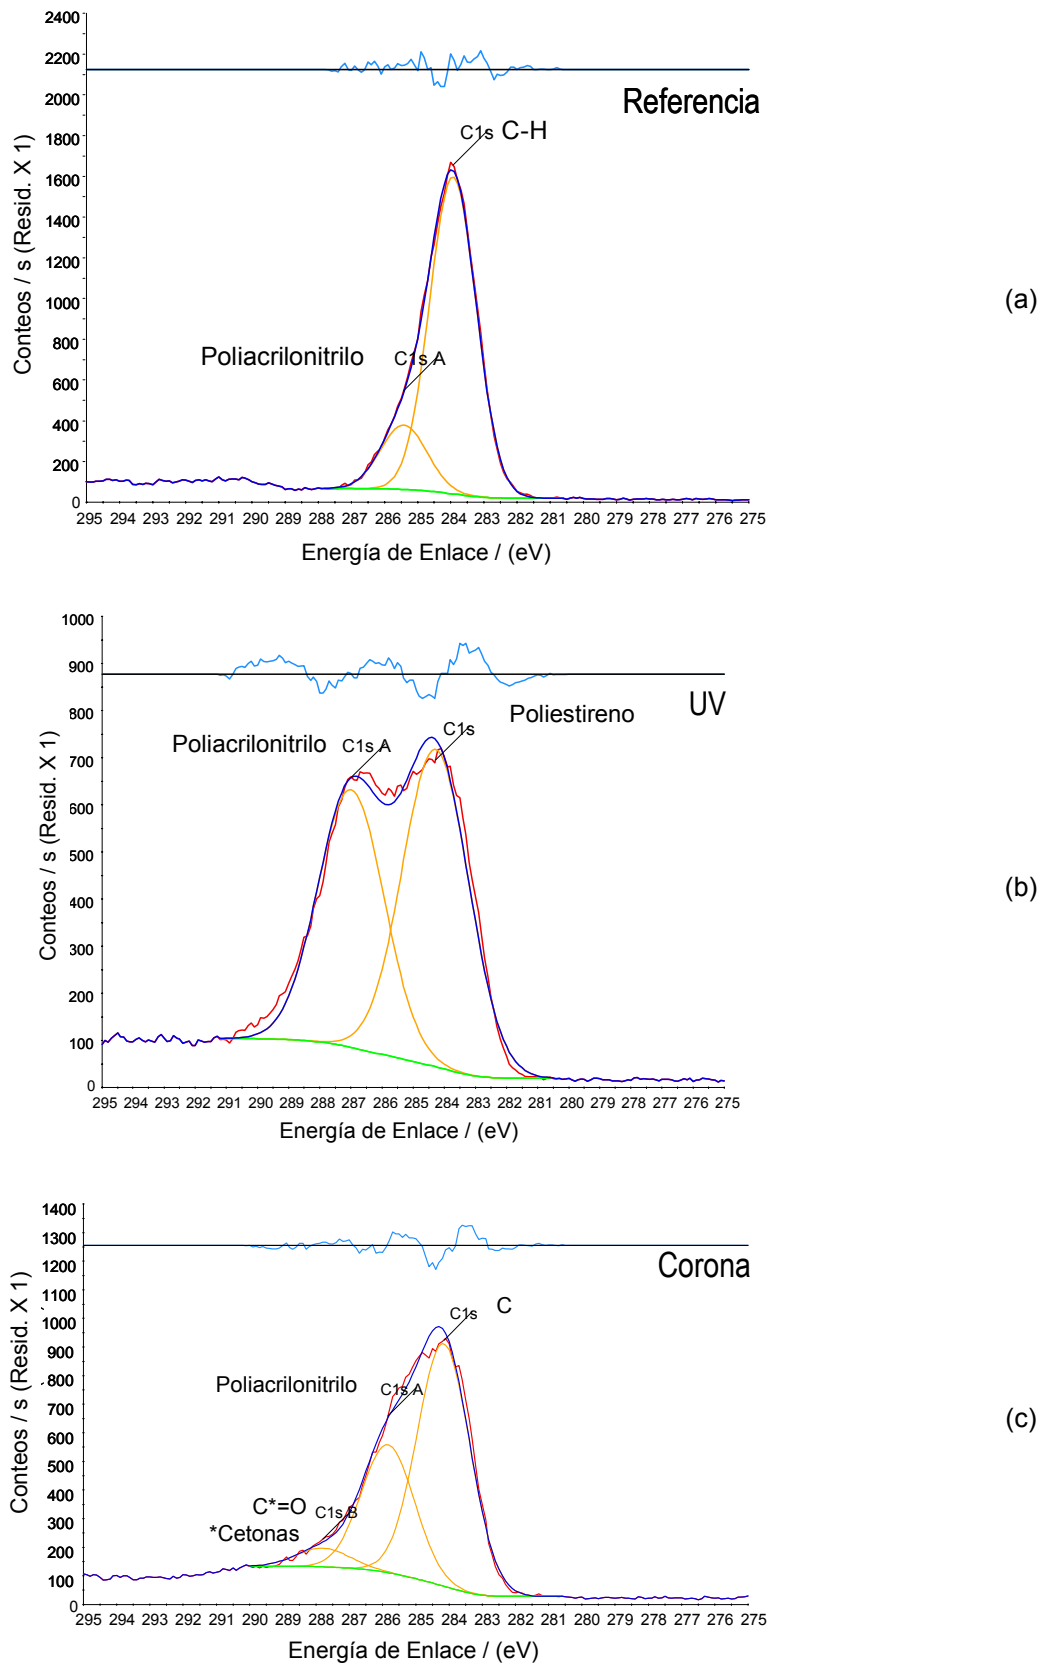 2400
2200
2000
1800
1600
1400
1200
1000
800
600
400
200
0
Conteos / s (Resid. X 1)
Referencia
C1s C-H
Poliacrilonitrilo C1s A
(a)
295 294 293 292 291 290 289 288 287 286 285 284 283 282 281 280 279 278 277 276 275
Energía de Enlace / (eV)
1000
900
800
700
600
500
400
300
200
100
0
Conteos / s (Resid. X 1)
UV
Poliestireno
C1s
Poliacrilonitrilo C1s A
(b)
295 294 293 292 291 290 289 288 287 286 285 284 283 282 281 280 279 278 277 276 275
Energía de Enlace / (eV)
1400
1300
1200
1100
1000
900
800
700
600
500
400
300
200
100
0
Conteos / s (Resid. X 1)
Corona
C1s C
Poliacrilonitrilo C1s A
C*=O C1s B
*Cetonas
(c)
295 294 293 292 291 290 289 288 287 286 285 284 283 282 281 280 279 278 277 276 275
Energía de Enlace / (eV)